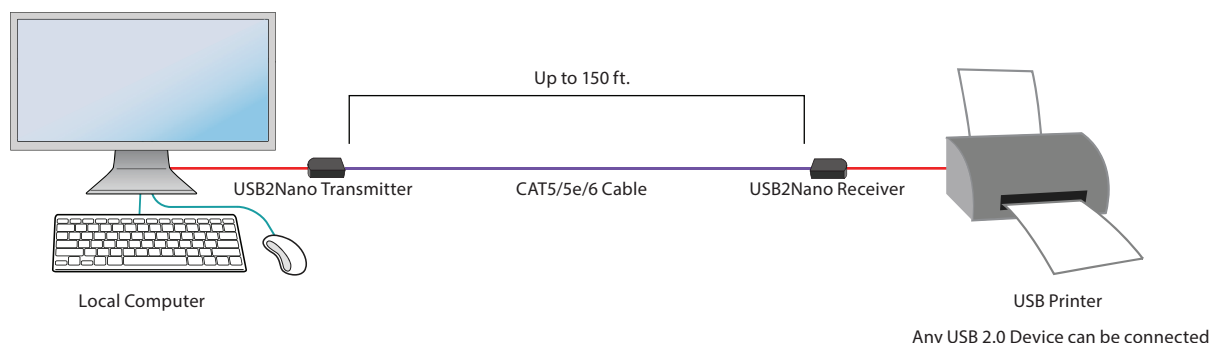 Up to 150 ft.
USB2Nano Transmitter
CAT5/5e/6 Cable
USB2Nano Receiver
Local Computer
USB Printer
Any USB 2.0 Device can be connected